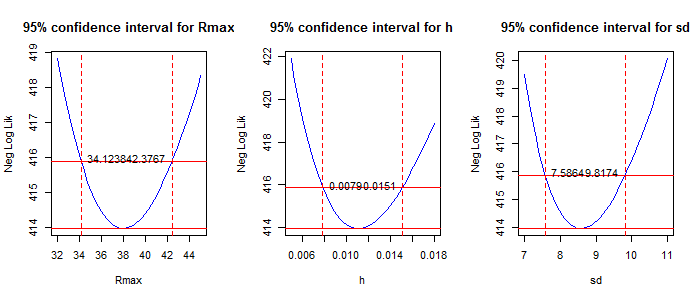 95% confidence interval for Rmax
95% confidence interval for h
95% confidence interval for sd
Neg Log Lik
419
418
417
416
415
414
34.123842.3767
32 34 36 38 40 42 44
Rmax
Neg Log Lik
422
420
418
416
414
0.00790.0151
0.006 0.010 0.014 0.018
h
Neg Log Lik
420
419
418
417
416
415
414
7.58649.8174
7 8 9 10 11
sd